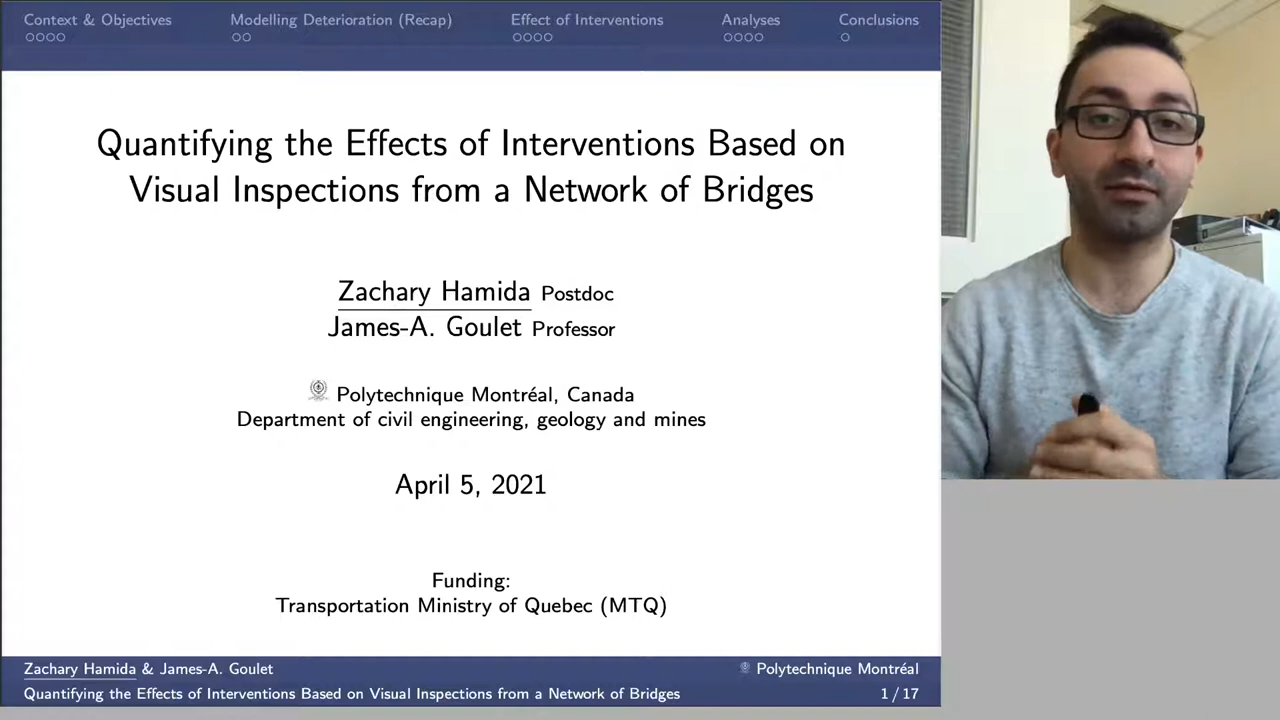 Context & Objectives
Modelling Deterioration (Recap)
Effect of Interventions
Analyses
Conclusions
Quantifying the Effects of Interventions Based on
Visual Inspections from a Network of Bridges
Zachary Hamida Postdoc
James-A. Goulet Professor
Polytechnique Montréal, Canada
Department of civil engineering, geology and mines
April 5, 2021
Funding:
Transportation Ministry of Quebec (MTQ)
Zachary Hamida & James-A. Goulet
Polytechnique Montréal
Quantifying the Effects of Interventions Based on Visual Inspections from a Network of Bridges
1 / 17